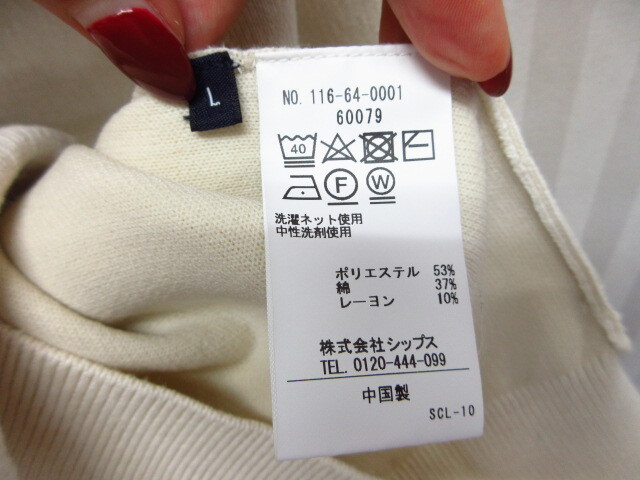 L
NO. 116-64-0001
60079
40
F W
洗濯ネット使用
中性洗剤使用
ポリエステル 53%
綿 37%
レーヨン 10%
株式会社シップス
TEL. 0120-444-099
中国製
SCL-10